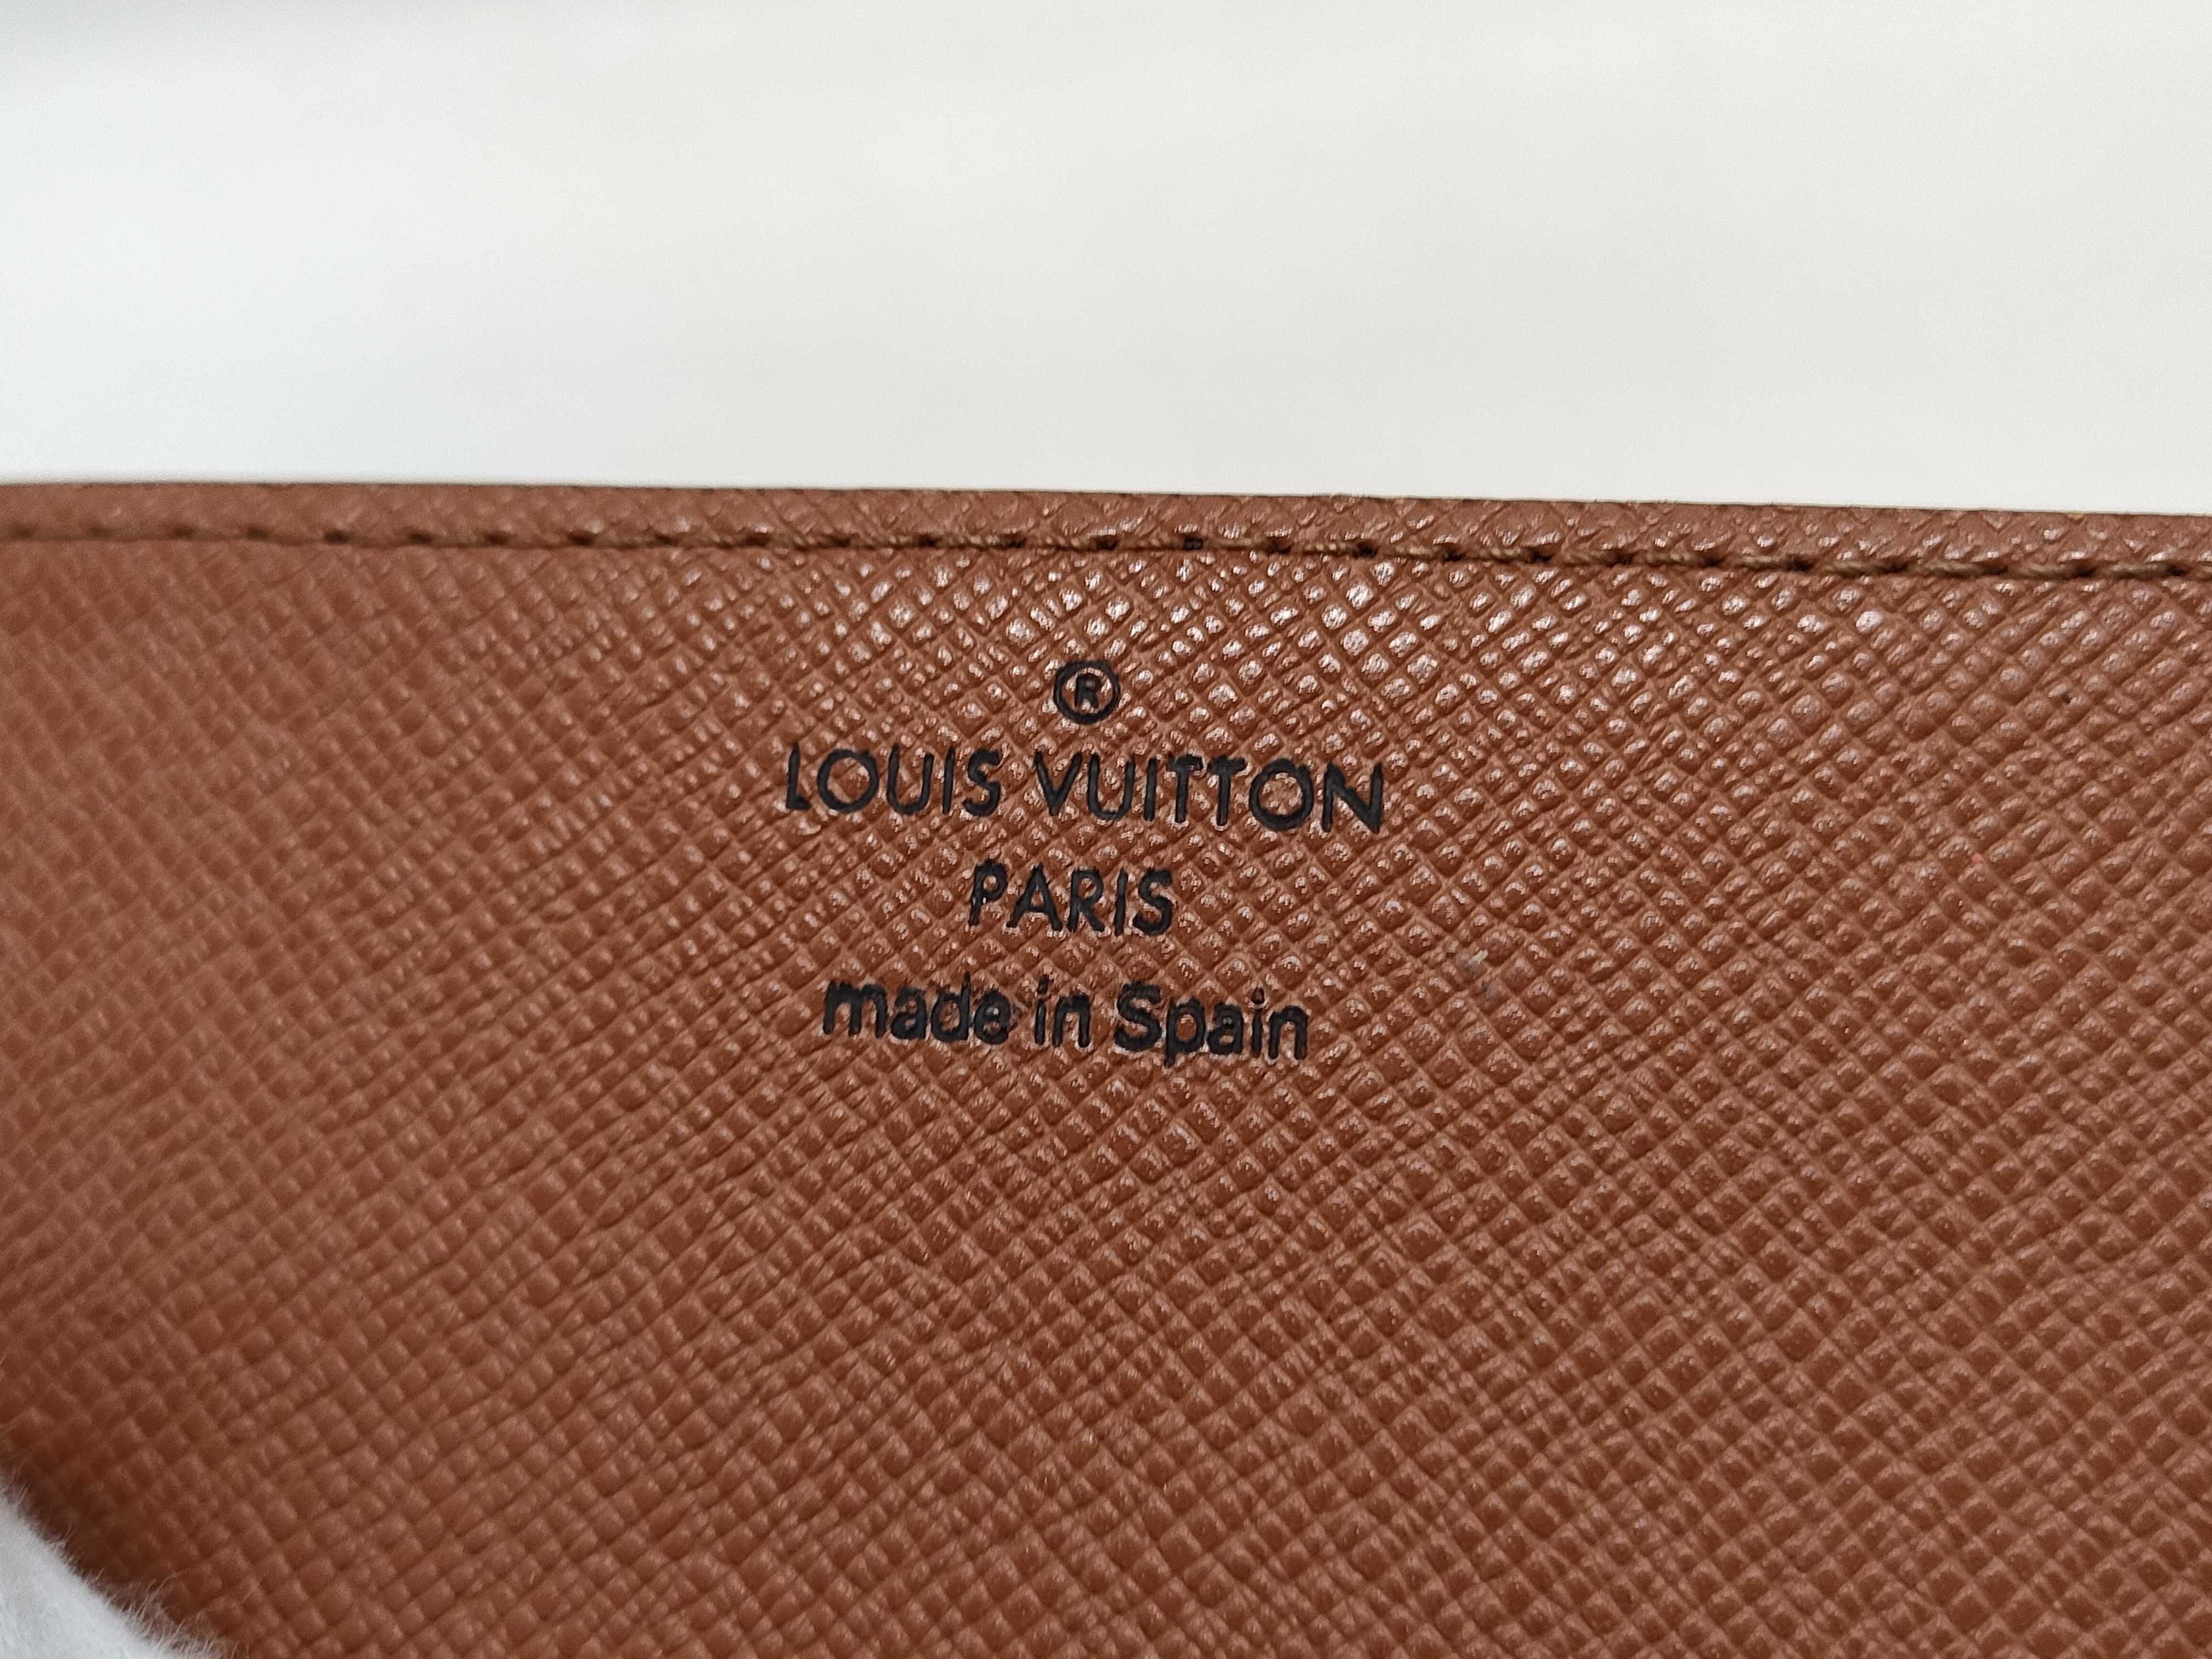 ®
LOUIS VUITTON
PARIS
made in Spain